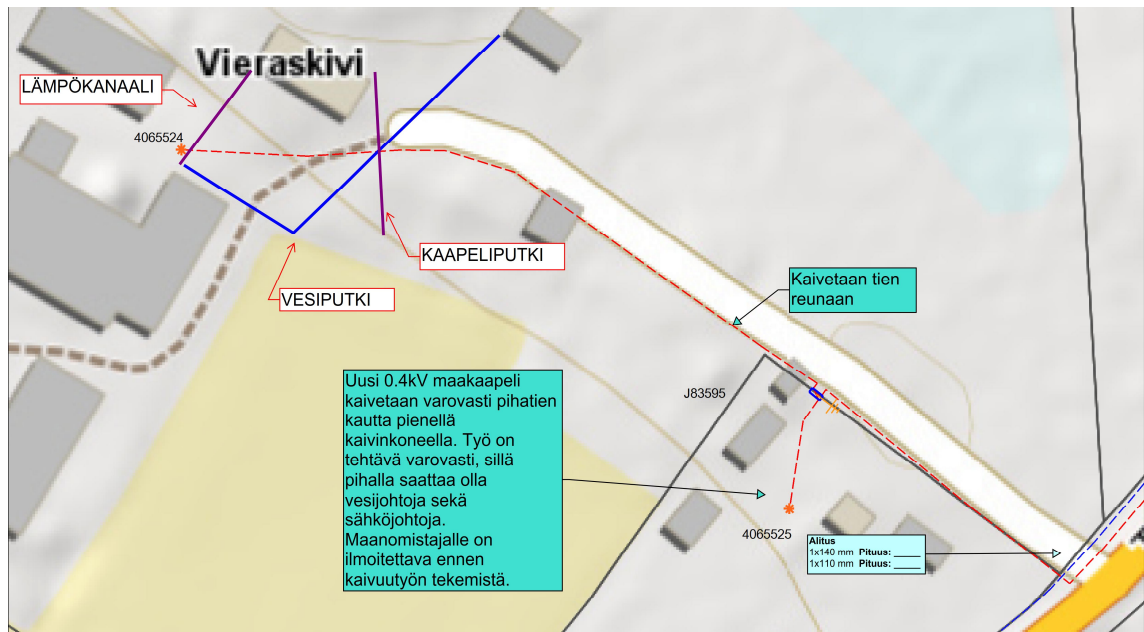 Vieraskivi
LÄMPÖKANAALI
4065524
KAAPELIPUTKI
VESIPUTKI
Kaivetaan tien
reunaan
J83595
Uusi 0.4kV maakaapeli
kaivetaan varovasti pihatien
kautta pienellä
kaivinkoneella. Työ on
tehtävä varovasti, sillä
pihalla saattaa olla
vesijohtoja sekä
sähköjohtoja.
Maanomistajalle on
ilmoitettava ennen
kaivuutyön tekemistä.
4065525
Alitus
1x140 mm Pituus: ____
1x110 mm Pituus: ____